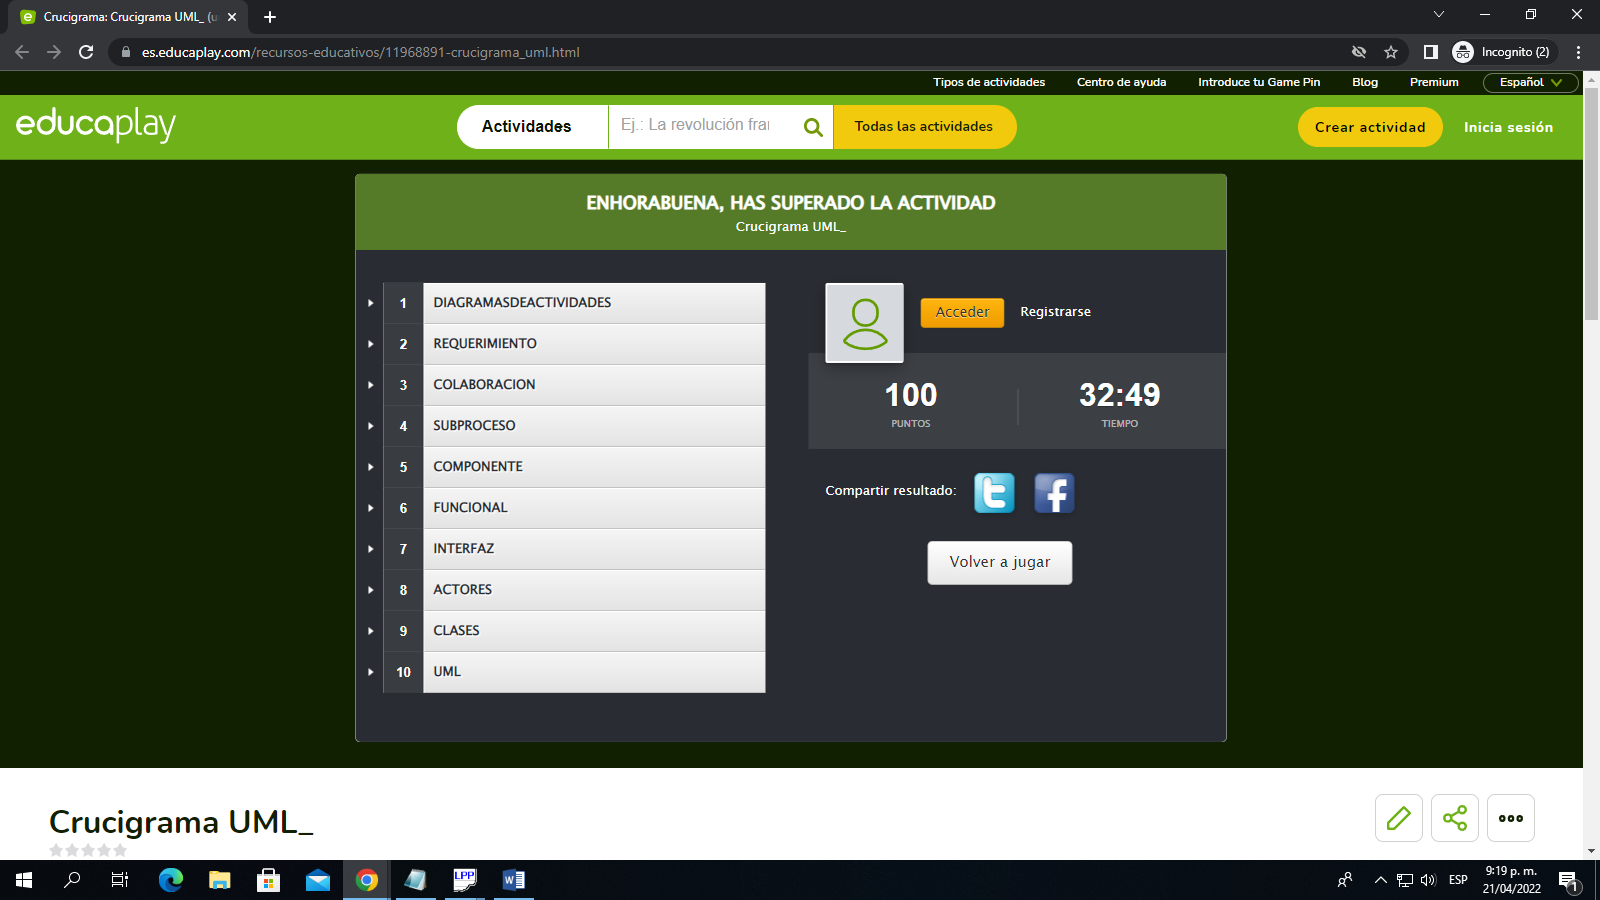 Crucigrama: Crucigrama UML_ (u
es.educaplay.com/recursos-educativos/11968891-crucigrama_uml.html
Incognito (2)
Tipos de actividades
Centro de ayuda
Introduce tu Game Pin
Blog
Premium
Español
educaplay
Actividades
Ej.: La revolución fran
Todas las actividades
Crear actividad
Inicia sesión
ENHORABUENA, HAS SUPERADO LA ACTIVIDAD
Crucigrama UML_
1 DIAGRAMASDEACTIVIDADES
2 REQUERIMIENTO
3 COLABORACION
4 SUBPROCESO
5 COMPONENTE
6 FUNCIONAL
7 INTERFAZ
8 ACTORES
9 CLASES
10 UML
Acceder
Registrarse
100
PUNTOS
32:49
TIEMPO
Compartir resultado:
Volver a jugar
Crucigrama UML_
LPP
ESP
9:19 p. m.
21/04/2022
1